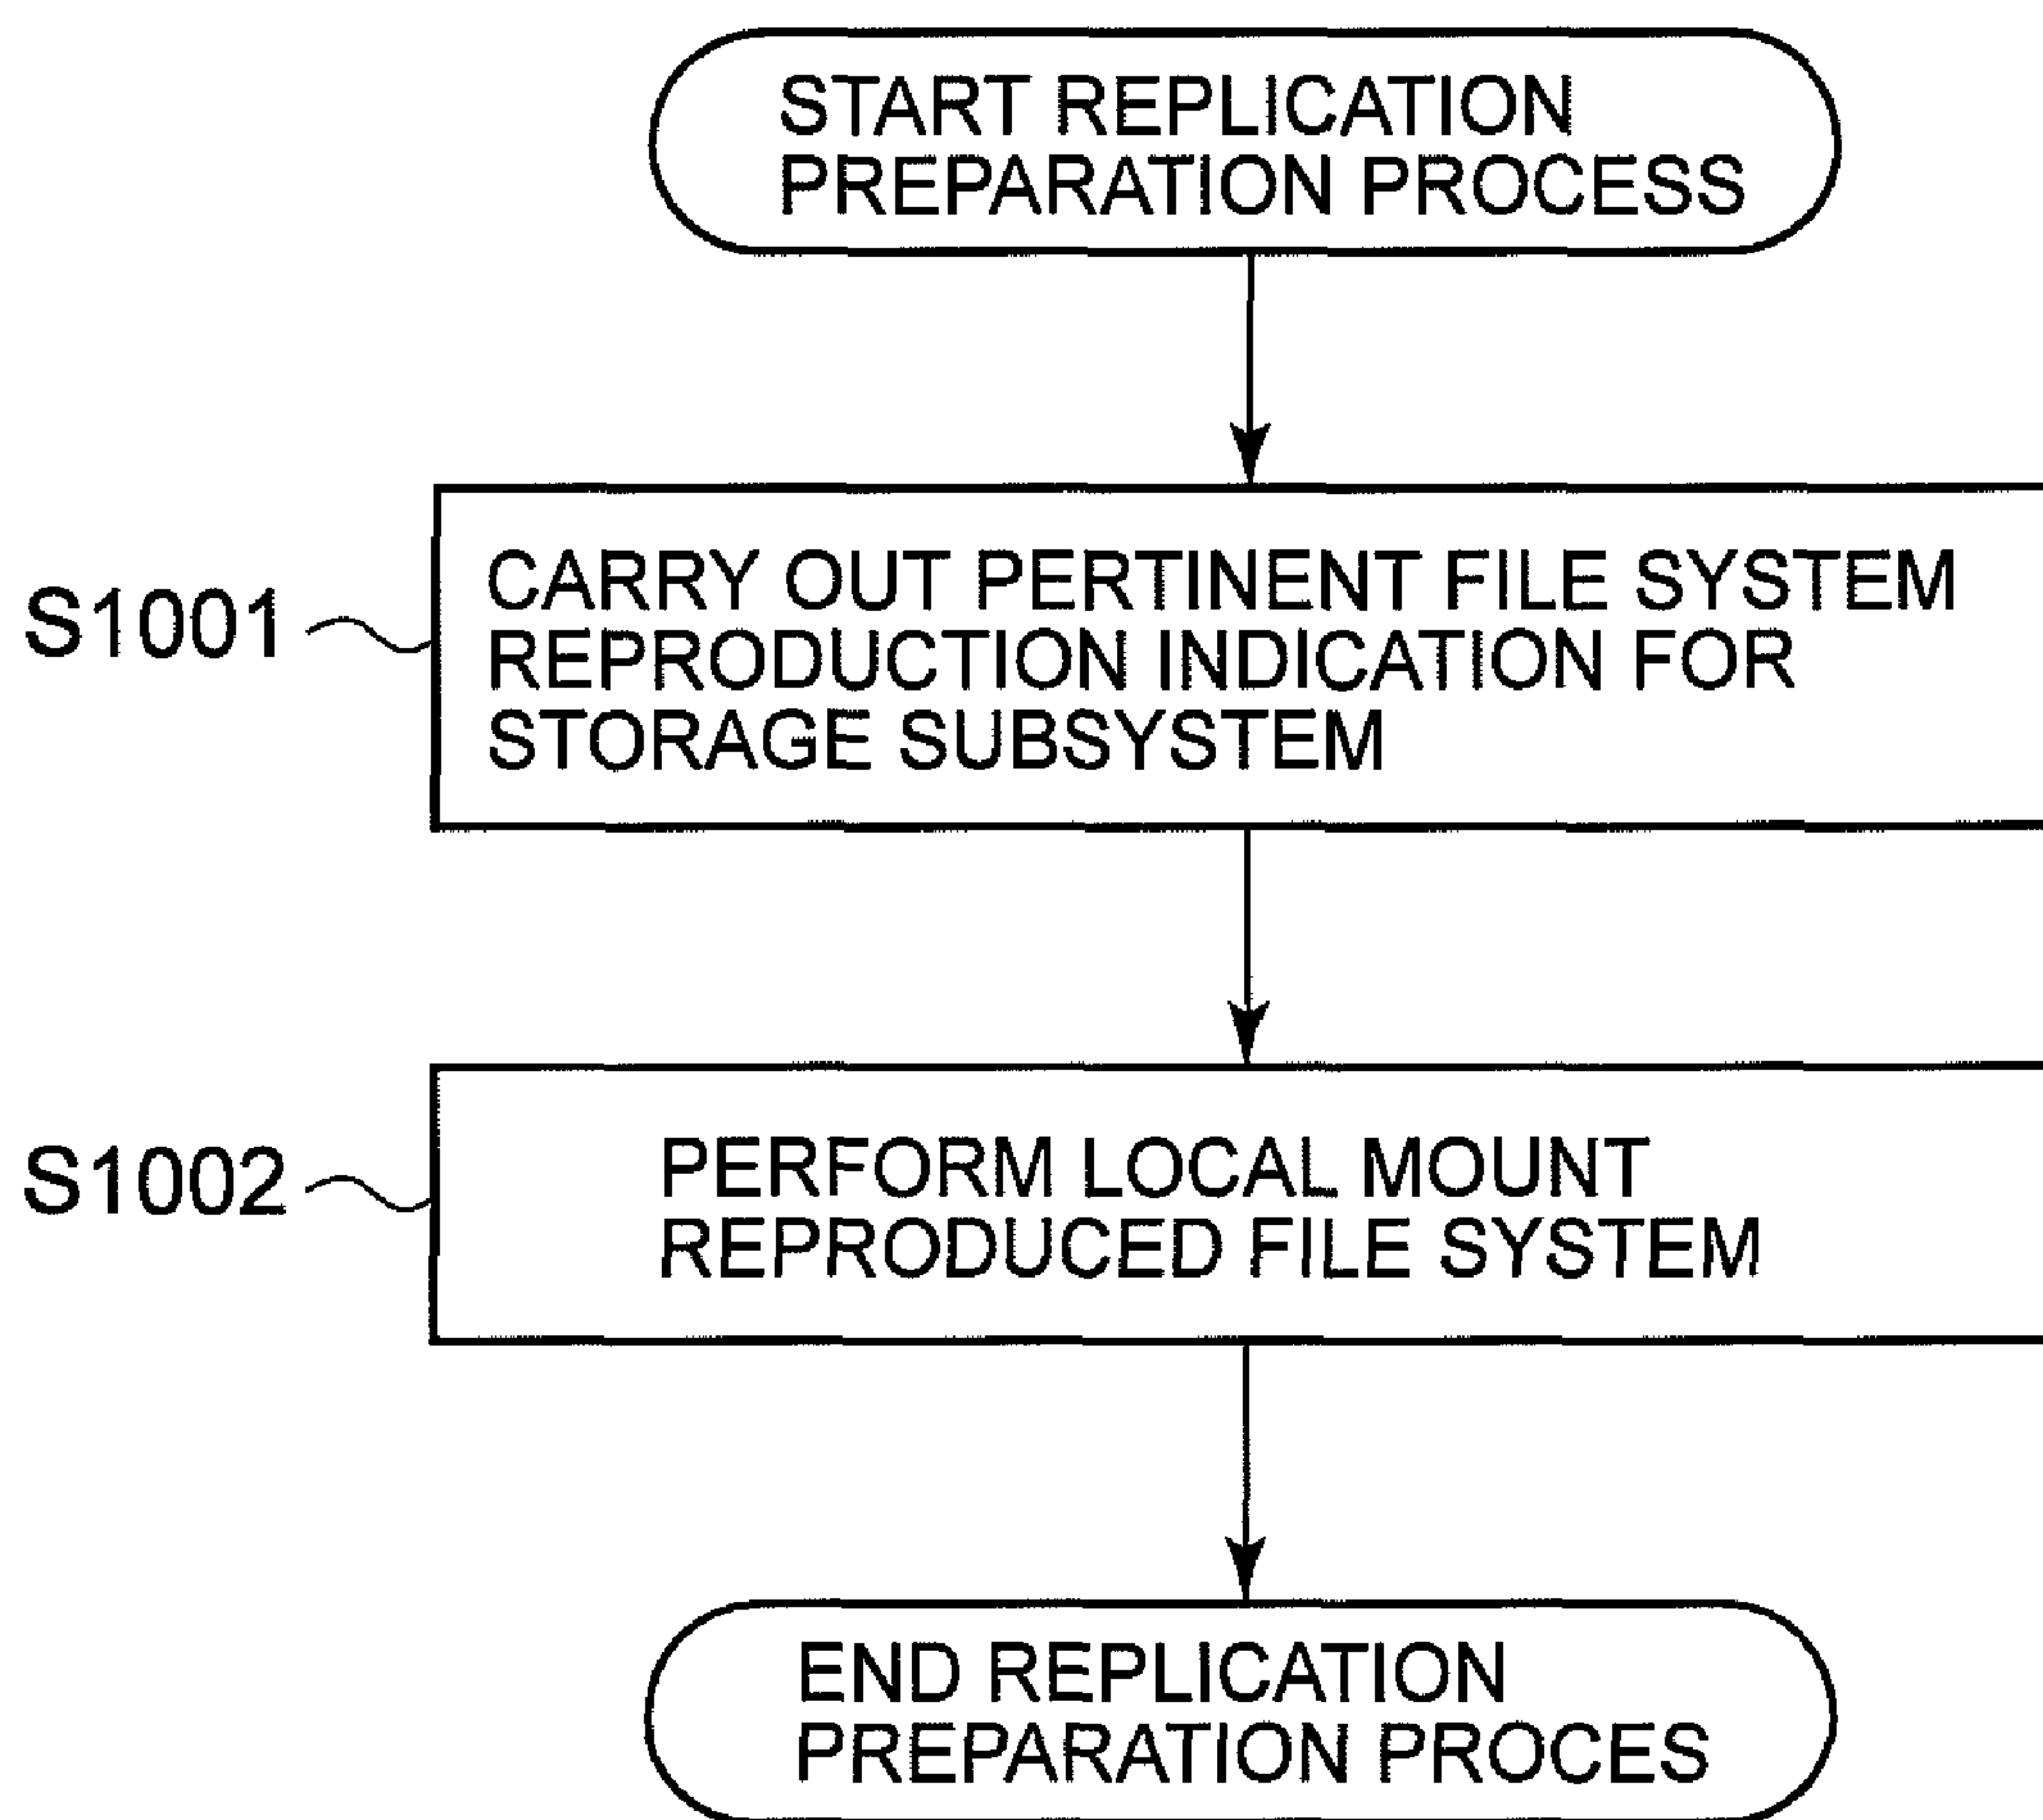 START REPLICATION
PREPARATION PROCESS
S1001
CARRY OUT PERTINENT FILE SYSTEM
REPRODUCTION INDICATION FOR
STORAGE SUBSYSTEM
S1002
PERFORM LOCAL MOUNT
REPRODUCED FILE SYSTEM
END REPLICATION
PREPARATION PROCES